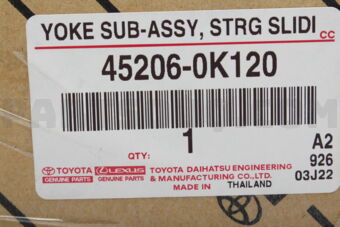 YOKE SUB-ASSY, STRG SLIDI CC
45206-0K120
QTY: 1 A2
926
TOYOTA LEXUS TOYOTA DAIHATSU ENGINEERING 03J22
GENUINE PARTS GENUINE PARTS & MANUFACTURING CO.,LTD.
MADE IN THAILAND